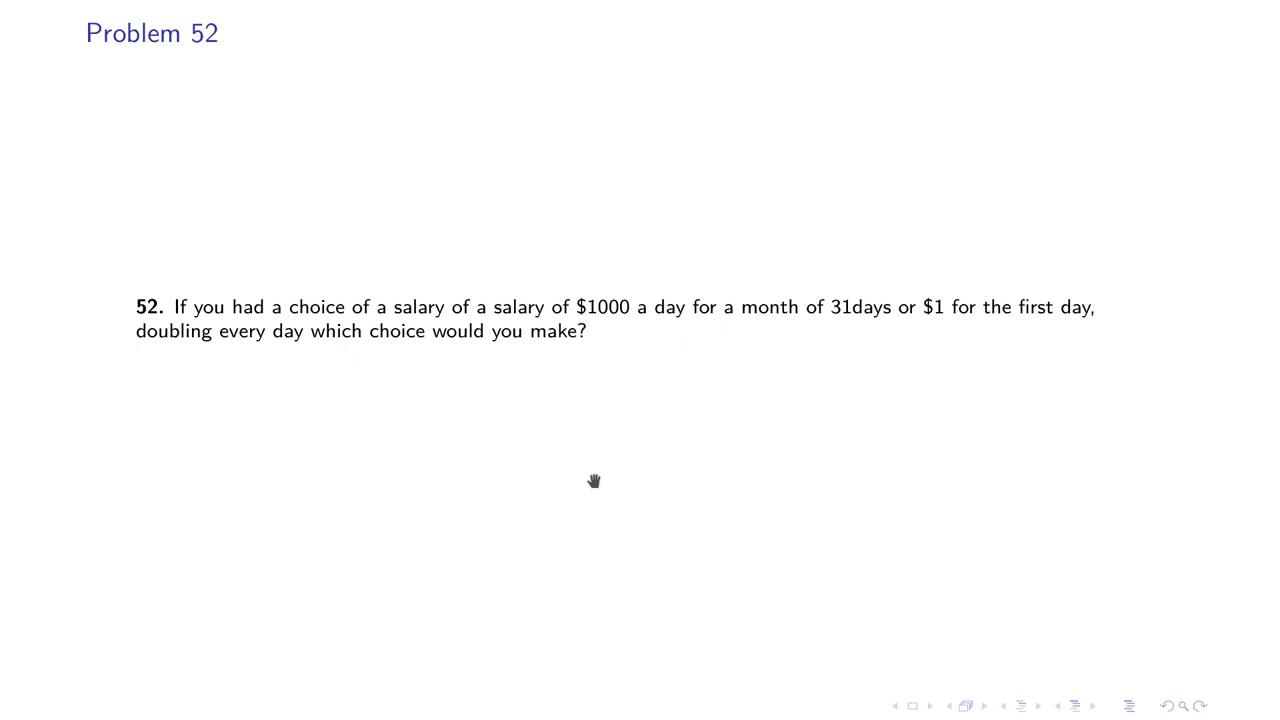 Problem 52
52. If you had a choice of a salary of a salary of $1000 a day for a month of 31days or $1 for the first day,
doubling every day which choice would you make?